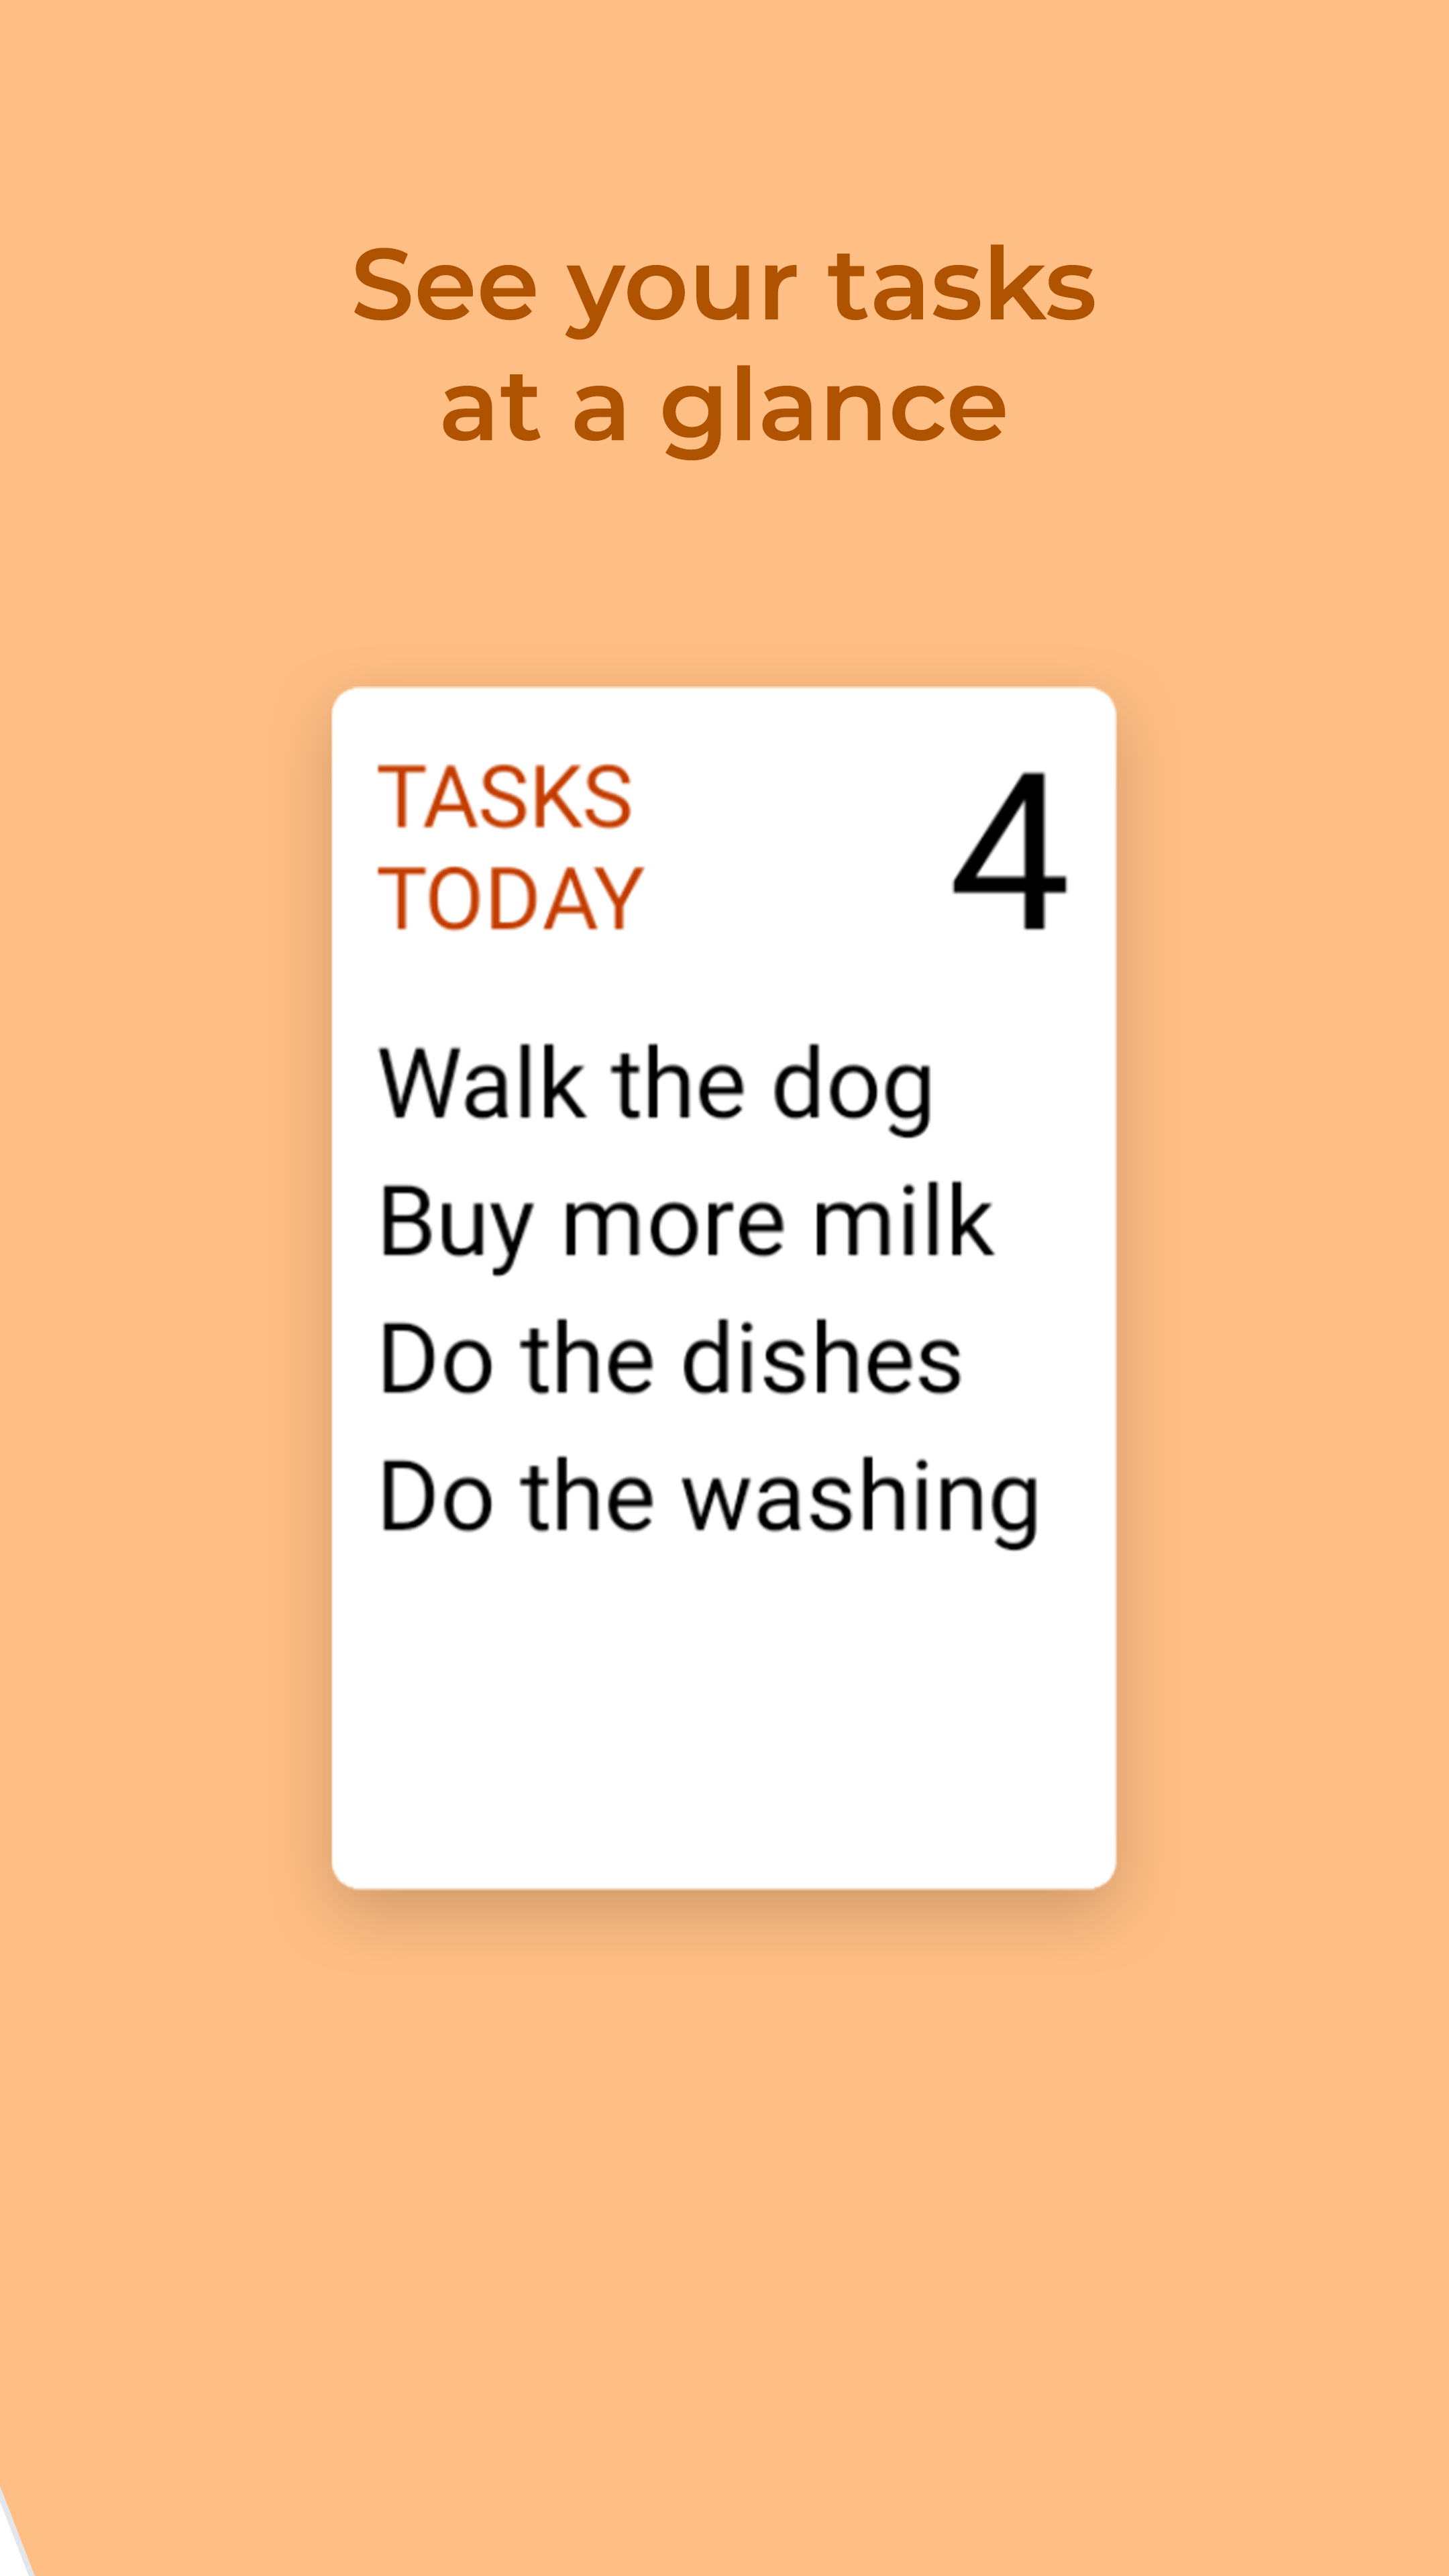 See your tasks
at a glance
TASKS
TODAY
4
Walk the dog
Buy more milk
Do the dishes
Do the washing